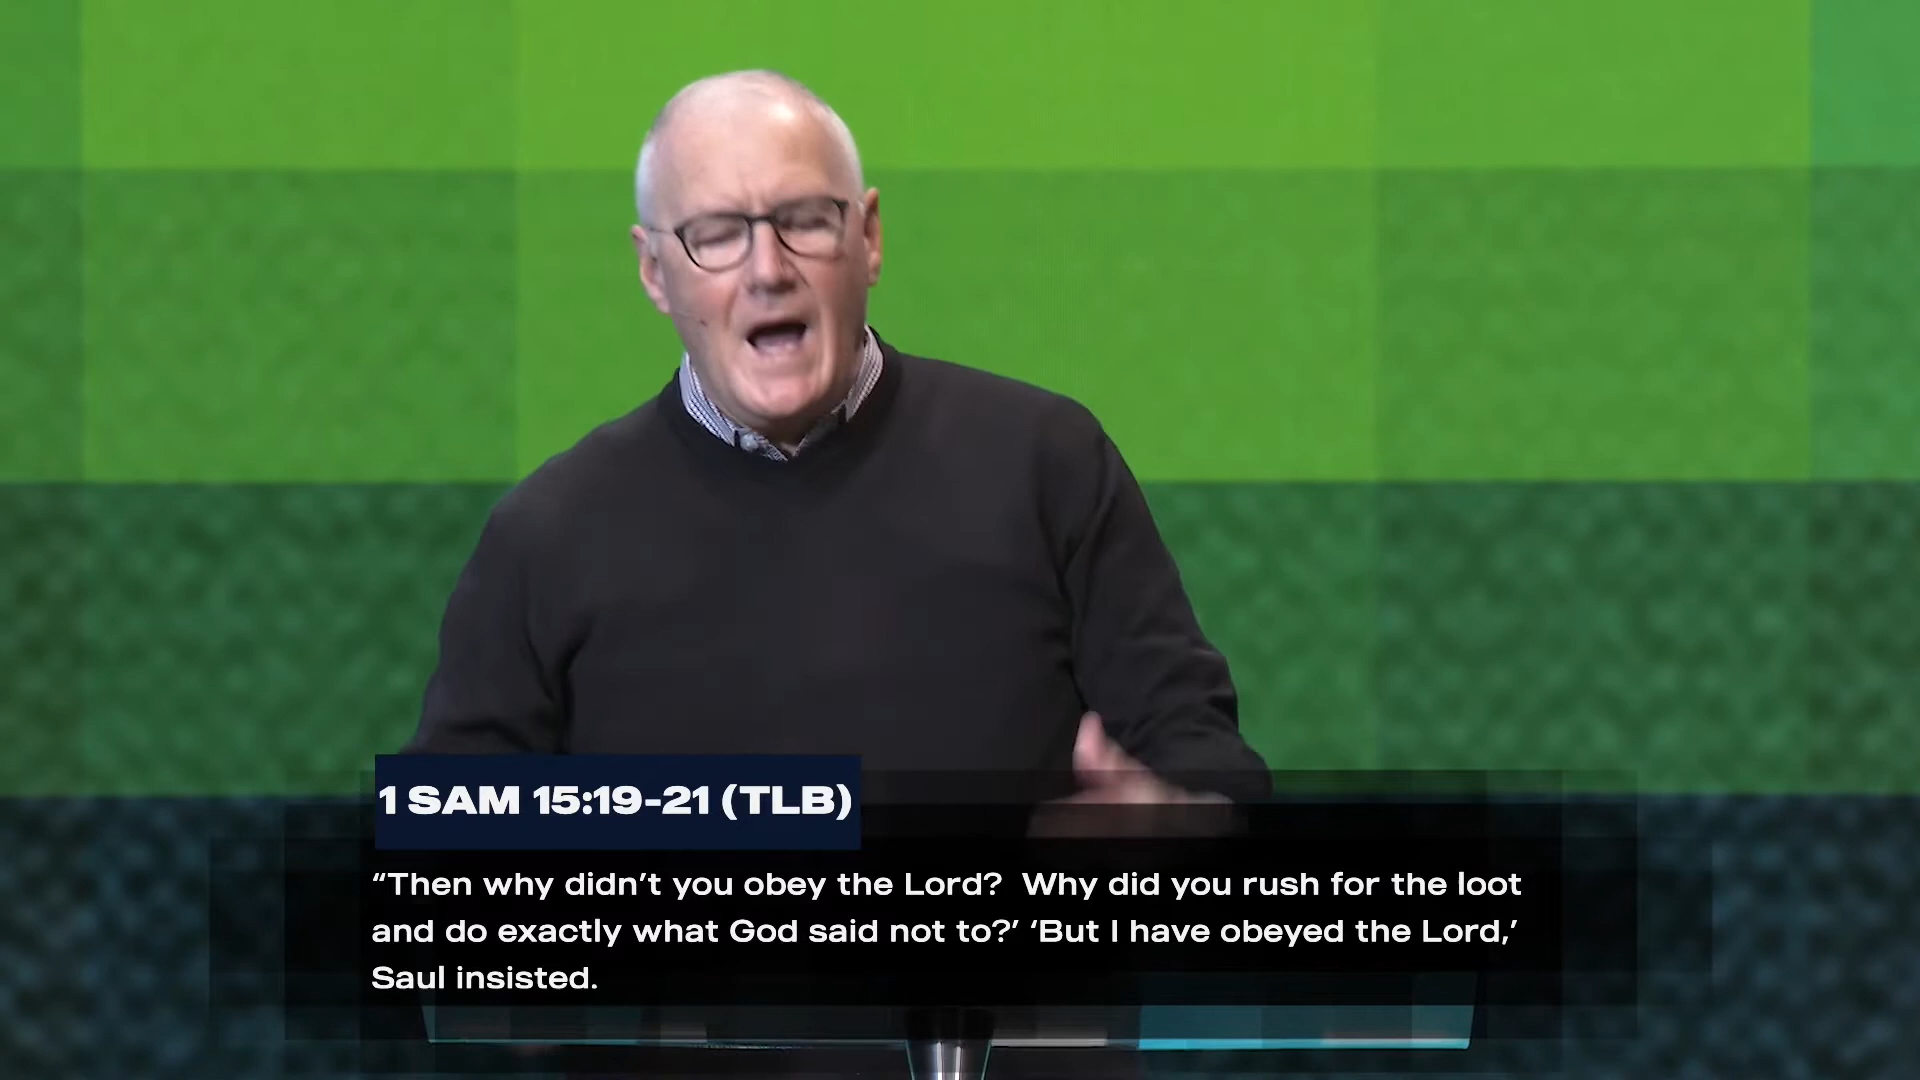 1 SAM 15:19-21 (TLB)
“Then why didn’t you obey the Lord?  Why did you rush for the loot
and do exactly what God said not to?’ ‘But I have obeyed the Lord,’
Saul insisted.